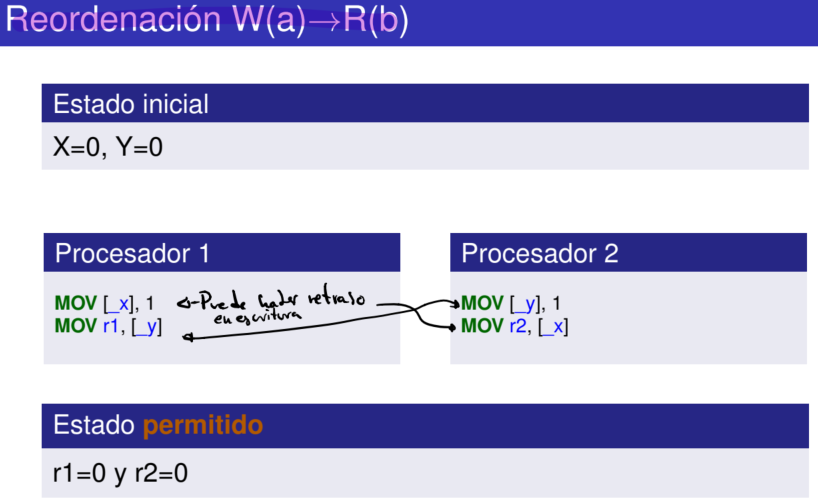 Reordenación W(a)→R(b)
Estado inicial
X=0, Y=0
Procesador 1
MOV [_x], 1
MOV r1, [_y]
←Puede haber retraso
en escritura
Procesador 2
MOV [_y], 1
MOV r2, [_x]
Estado permitido
r1=0 y r2=0